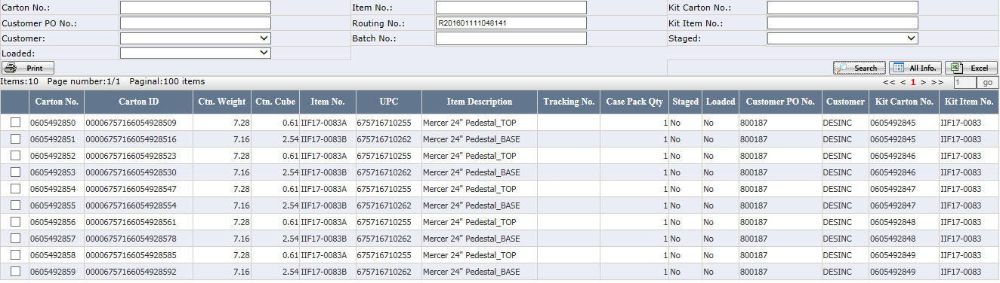 Carton No.: Item No.: Kit Carton No.:
Customer PO No.: Routing No.: R201601111048141 Kit Item No.:
Customer: Batch No.: Staged:
Loaded:
Print Search All Info. Excel
Items:10 Page number:1/1 Paginal:100 items << < 1 > >> 1 go
Carton No. Carton ID Ctn. Weight Ctn. Cube Item No. UPC Item Description Tracking No. Case Pack Qty Staged Loaded Customer PO No. Customer Kit Carton No. Kit Item No.
0605492850 00006757166054928509 7.28 0.61 IIF17-0083A 675716710255 Mercer 24" Pedestal_TOP 1 No No 800187 DESINC 0605492845 IIF17-0083
0605492851 00006757166054928516 7.16 2.54 IIF17-0083B 675716710262 Mercer 24" Pedestal_BASE 1 No No 800187 DESINC 0605492845 IIF17-0083
0605492852 00006757166054928523 7.28 0.61 IIF17-0083A 675716710255 Mercer 24" Pedestal_TOP 1 No No 800187 DESINC 0605492846 IIF17-0083
0605492853 00006757166054928530 7.16 2.54 IIF17-0083B 675716710262 Mercer 24" Pedestal_BASE 1 No No 800187 DESINC 0605492846 IIF17-0083
0605492854 00006757166054928547 7.28 0.61 IIF17-0083A 675716710255 Mercer 24" Pedestal_TOP 1 No No 800187 DESINC 0605492847 IIF17-0083
0605492855 00006757166054928554 7.16 2.54 IIF17-0083B 675716710262 Mercer 24" Pedestal_BASE 1 No No 800187 DESINC 0605492847 IIF17-0083
0605492856 00006757166054928561 7.28 0.61 IIF17-0083A 675716710255 Mercer 24" Pedestal_TOP 1 No No 800187 DESINC 0605492848 IIF17-0083
0605492857 00006757166054928578 7.16 2.54 IIF17-0083B 675716710262 Mercer 24" Pedestal_BASE 1 No No 800187 DESINC 0605492848 IIF17-0083
0605492858 00006757166054928585 7.28 0.61 IIF17-0083A 675716710255 Mercer 24" Pedestal_TOP 1 No No 800187 DESINC 0605492849 IIF17-0083
0605492859 00006757166054928592 7.16 2.54 IIF17-0083B 675716710262 Mercer 24" Pedestal_BASE 1 No No 800187 DESINC 0605492849 IIF17-0083